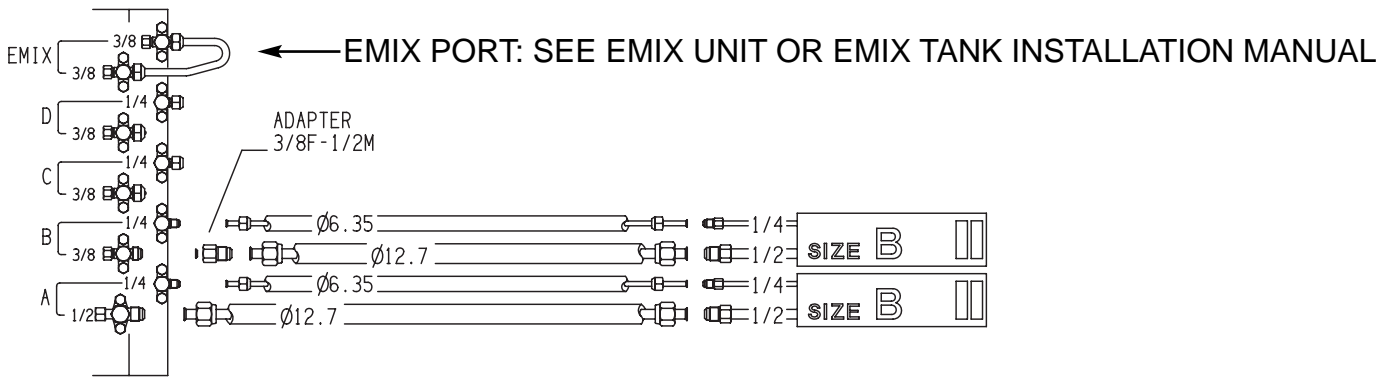 3/8
EMIX PORT: SEE EMIX UNIT OR EMIX TANK INSTALLATION MANUAL
EMIX
3/8
1/4
D
3/8
ADAPTER
3/8F-1/2M
1/4
C
3/8
1/4
Ø6.35
1/4
B
3/8
Ø12.7
1/2
SIZE B
1/4
Ø6.35
1/4
A
1/2
Ø12.7
1/2
SIZE B